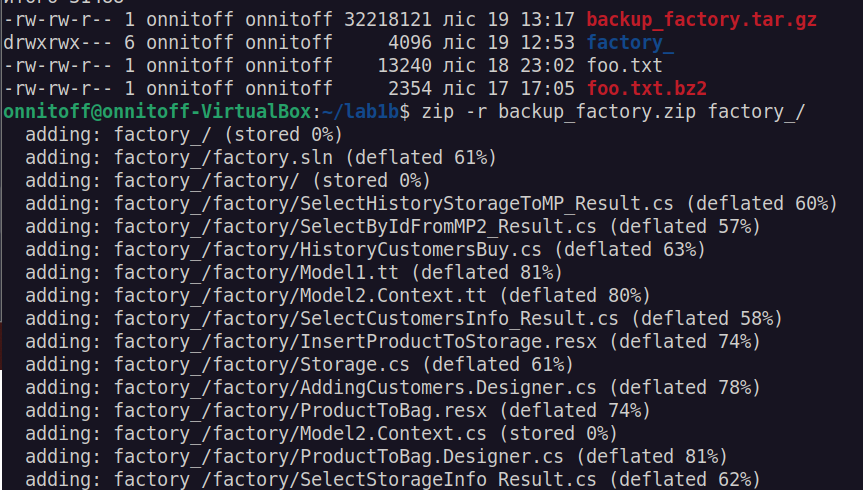 -rw-rw-r-- 1 onnitoff onnitoff 32218121 ліс 19 13:17 backup_factory.tar.gz
drwxrwx--- 6 onnitoff onnitoff 4096 ліс 19 12:53 factory_
-rw-rw-r-- 1 onnitoff onnitoff 13240 ліс 18 23:02 foo.txt
-rw-rw-r-- 1 onnitoff onnitoff 2354 ліс 17 17:05 foo.txt.bz2
onnitoff@onnitoff-VirtualBox:~/lab1b$ zip -r backup_factory.zip factory_/
adding: factory_/ (stored 0%)
adding: factory_/factory.sln (deflated 61%)
adding: factory_/factory/ (stored 0%)
adding: factory_/factory/SelectHistoryStorageToMP_Result.cs (deflated 60%)
adding: factory_/factory/SelectByIdFromMP2_Result.cs (deflated 57%)
adding: factory_/factory/HistoryCustomersBuy.cs (deflated 63%)
adding: factory_/factory/Model1.tt (deflated 81%)
adding: factory_/factory/Model2.Context.tt (deflated 80%)
adding: factory_/factory/SelectCustomersInfo_Result.cs (deflated 58%)
adding: factory_/factory/InsertProductToStorage.resx (deflated 74%)
adding: factory_/factory/Storage.cs (deflated 61%)
adding: factory_/factory/AddingCustomers.Designer.cs (deflated 78%)
adding: factory_/factory/ProductToBag.resx (deflated 74%)
adding: factory_/factory/Model2.Context.cs (stored 0%)
adding: factory_/factory/ProductToBag.Designer.cs (deflated 81%)
adding: factory_/factory/SelectStorageInfo_Result.cs (deflated 62%)